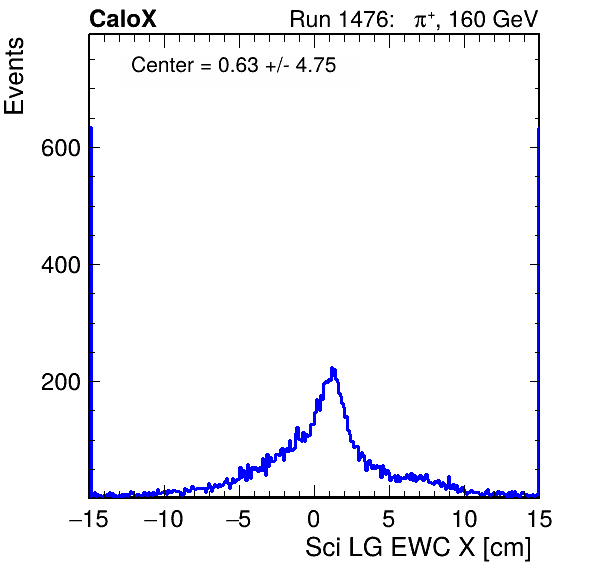 CaloX Run 1476: π⁺, 160 GeV
Events
Center = 0.63 +/- 4.75
600
400
200
−15 −10 −5 0 5 10 15
Sci LG EWC X [cm]